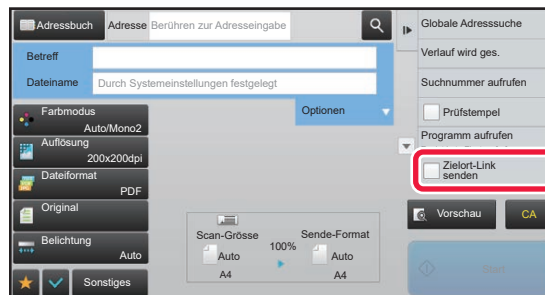 Adressbuch
Adresse
Berühren zur Adresseingabe
Betreff
Dateiname
Durch Systemeinstellungen festgelegt
Optionen
Farbmodus
Auto/Mono2
Auflösung
200x200dpi
Dateiformat
PDF
Original
Belichtung
Auto
Sonstiges
Scan-Grösse
Auto
A4
100%
Sende-Format
Auto
A4
Globale Adresssuche
Verlauf wird ges.
Suchnummer aufrufen
Prüfstempel
Programm aufrufen
Zielort-Link
senden
Vorschau
CA
Start